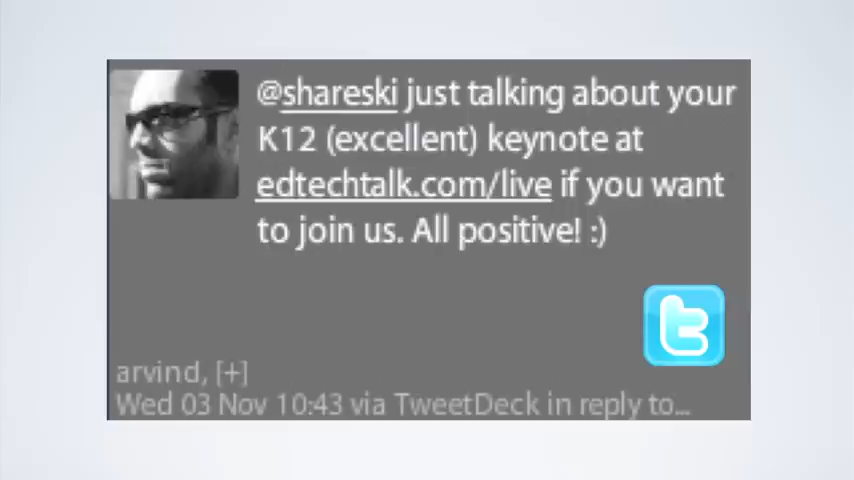 @shareski just talking about your
K12 (excellent) keynote at
edtechtalk.com/live if you want
to join us. All positive! :)
arvind, [+]
Wed 03 Nov 10:43 via TweetDeck in reply to...